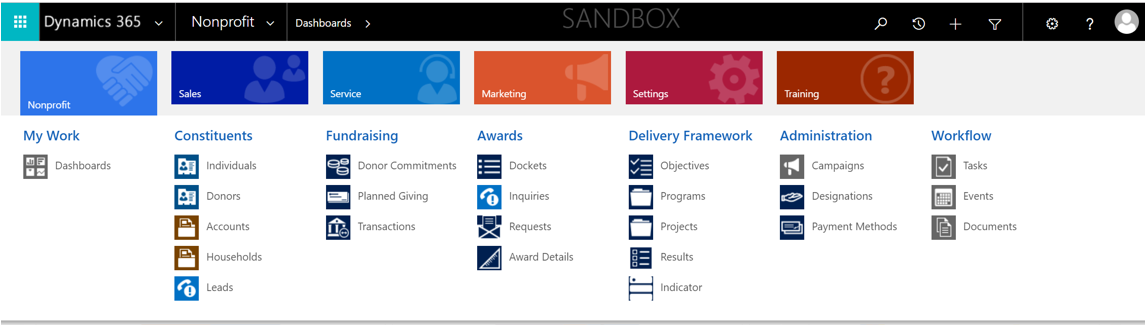 Dynamics 365 Nonprofit Dashboards SANDBOX ?
Nonprofit Sales Service Marketing Settings Training
My Work
Dashboards
Constituents
Individuals
Donors
Accounts
Households
Leads
Fundraising
Donor Commitments
Planned Giving
Transactions
Awards
Dockets
Inquiries
Requests
Award Details
Delivery Framework
Objectives
Programs
Projects
Results
Indicator
Administration
Campaigns
Designations
Payment Methods
Workflow
Tasks
Events
Documents